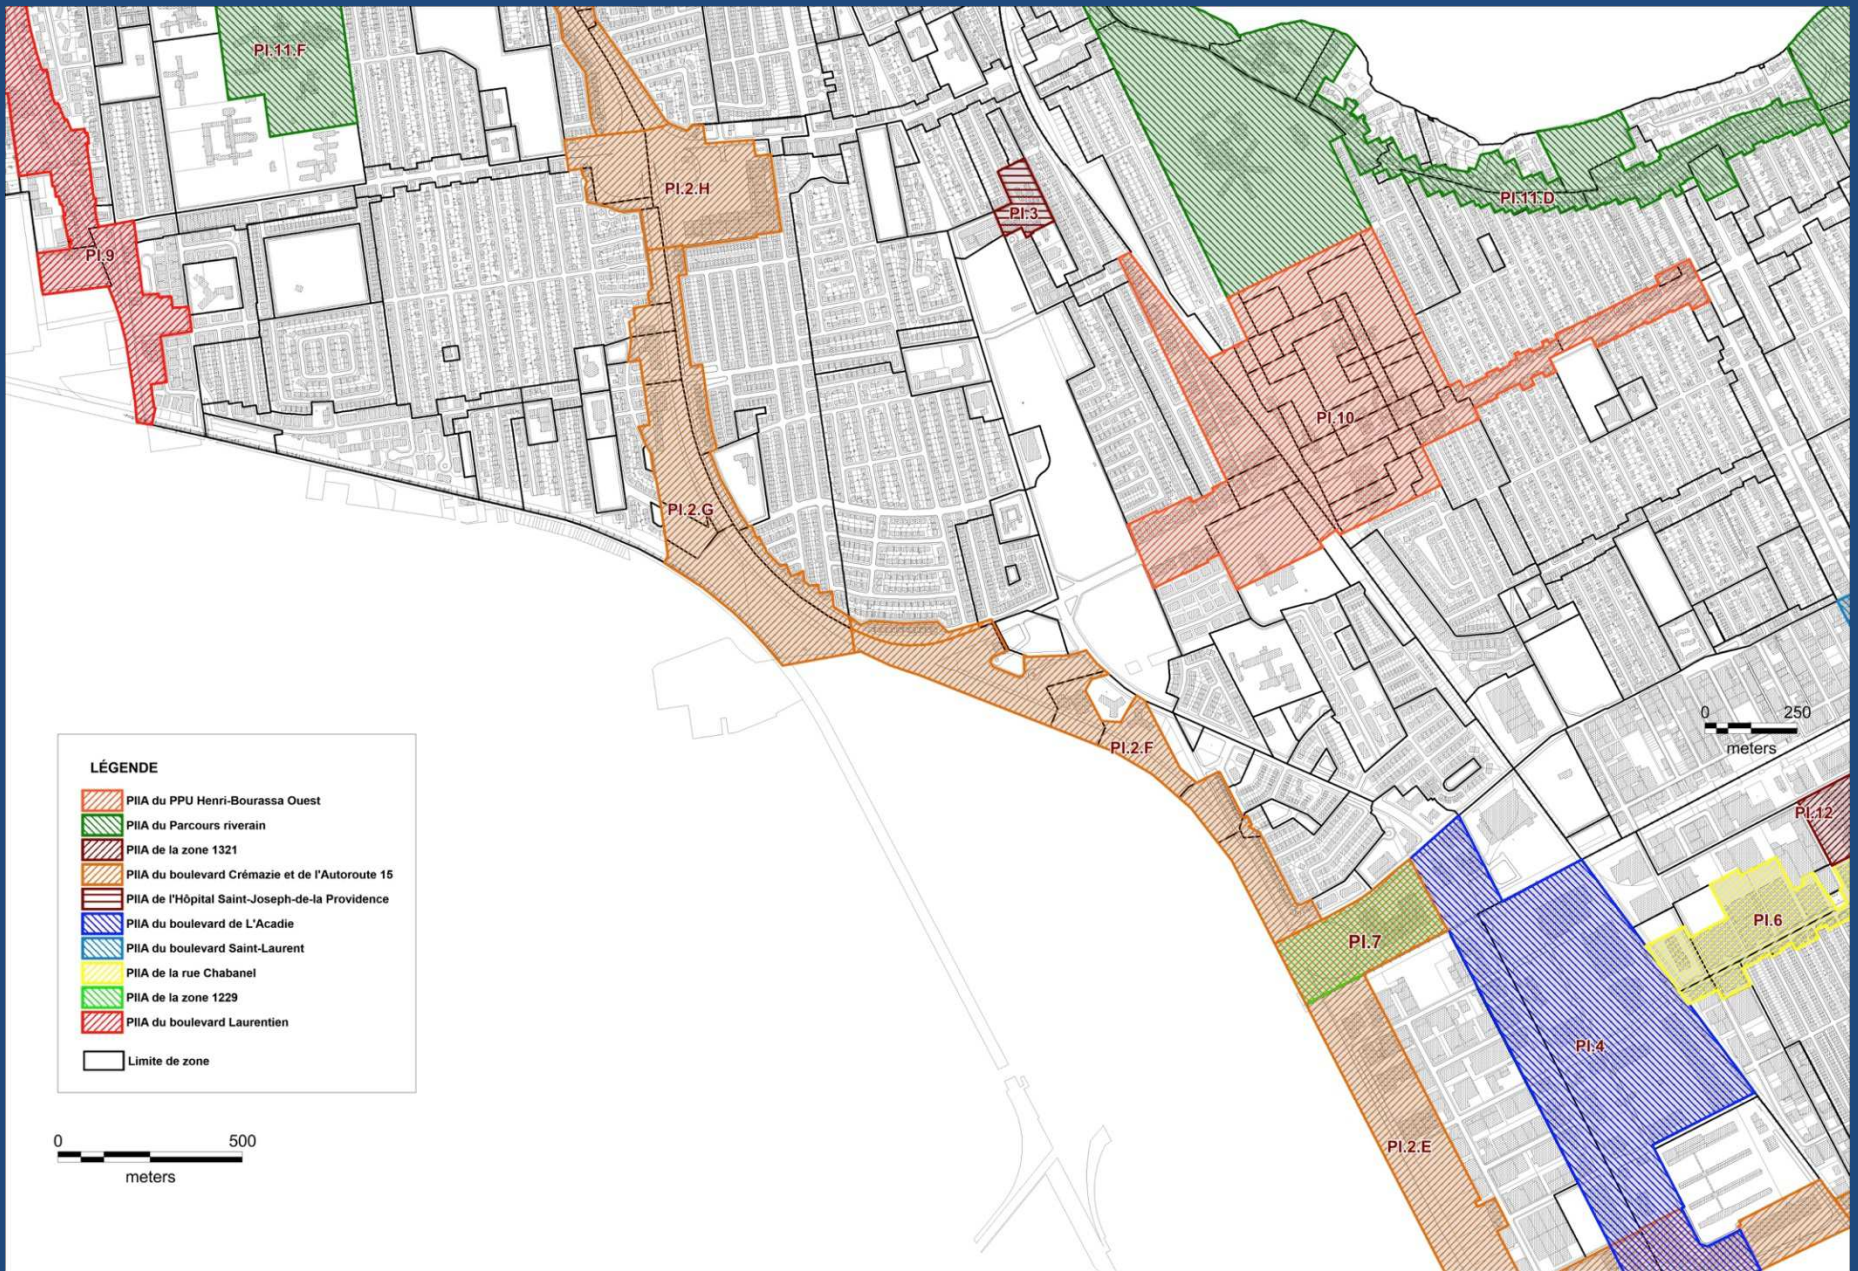 PI.11.F
PI.2.H
PI.3
PI.11.D
PI.9
PI.10
PI.2.G
0 250
meters
PI.2.F
PI.12
PI.6
PI.7
PI.4
PI.2.E
LÉGENDE
PIIA du PPU Henri-Bourassa Ouest
PIIA du Parcours riverain
PIIA de la zone 1321
PIIA du boulevard Crémazie et de l'Autoroute 15
PIIA de l'Hôpital Saint-Joseph-de-la Providence
PIIA du boulevard de L'Acadie
PIIA du boulevard Saint-Laurent
PIIA de la rue Chabanel
PIIA de la zone 1229
PIIA du boulevard Laurentien
Limite de zone
0 500
meters